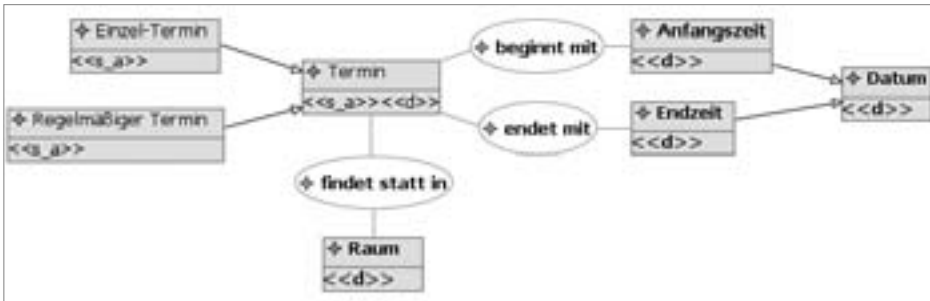 Einzel-Termin
<<s_a>>
Regelmäßiger Termin
<<s_a>>
Termin
<<s_a>><<d>>
beginnt mit
endet mit
findet statt in
Raum
<<d>>
Anfangszeit
<<d>>
Endzeit
<<d>>
Datum
<<d>>